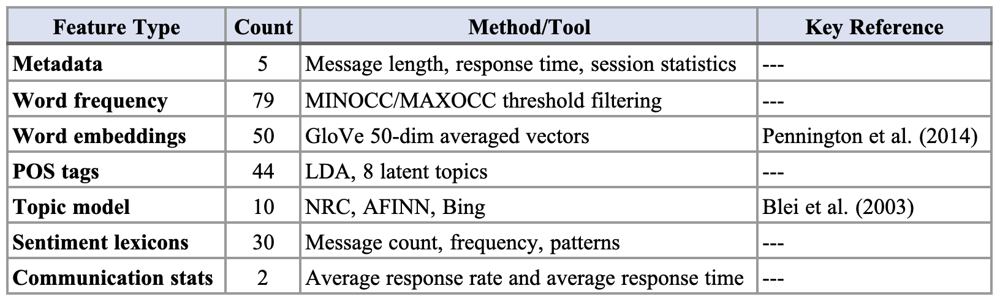 Feature Type Count Method/Tool Key Reference
Metadata 5 Message length, response time, session statistics ---
Word frequency 79 MINOCC/MAXOCC threshold filtering ---
Word embeddings 50 GloVe 50-dim averaged vectors Pennington et al. (2014)
POS tags 44 LDA, 8 latent topics ---
Topic model 10 NRC, AFINN, Bing Blei et al. (2003)
Sentiment lexicons 30 Message count, frequency, patterns ---
Communication stats 2 Average response rate and average response time ---